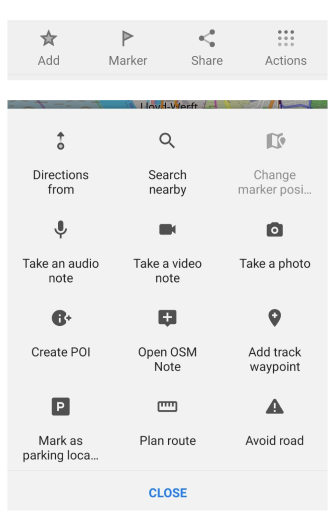 Add Marker Share Actions
Lloyd-Werft
Directions from
Search nearby
Change marker posi...
Take an audio note
Take a video note
Take a photo
Create POI
Open OSM Note
Add track waypoint
P
Mark as parking loca...
Plan route
Avoid road
CLOSE